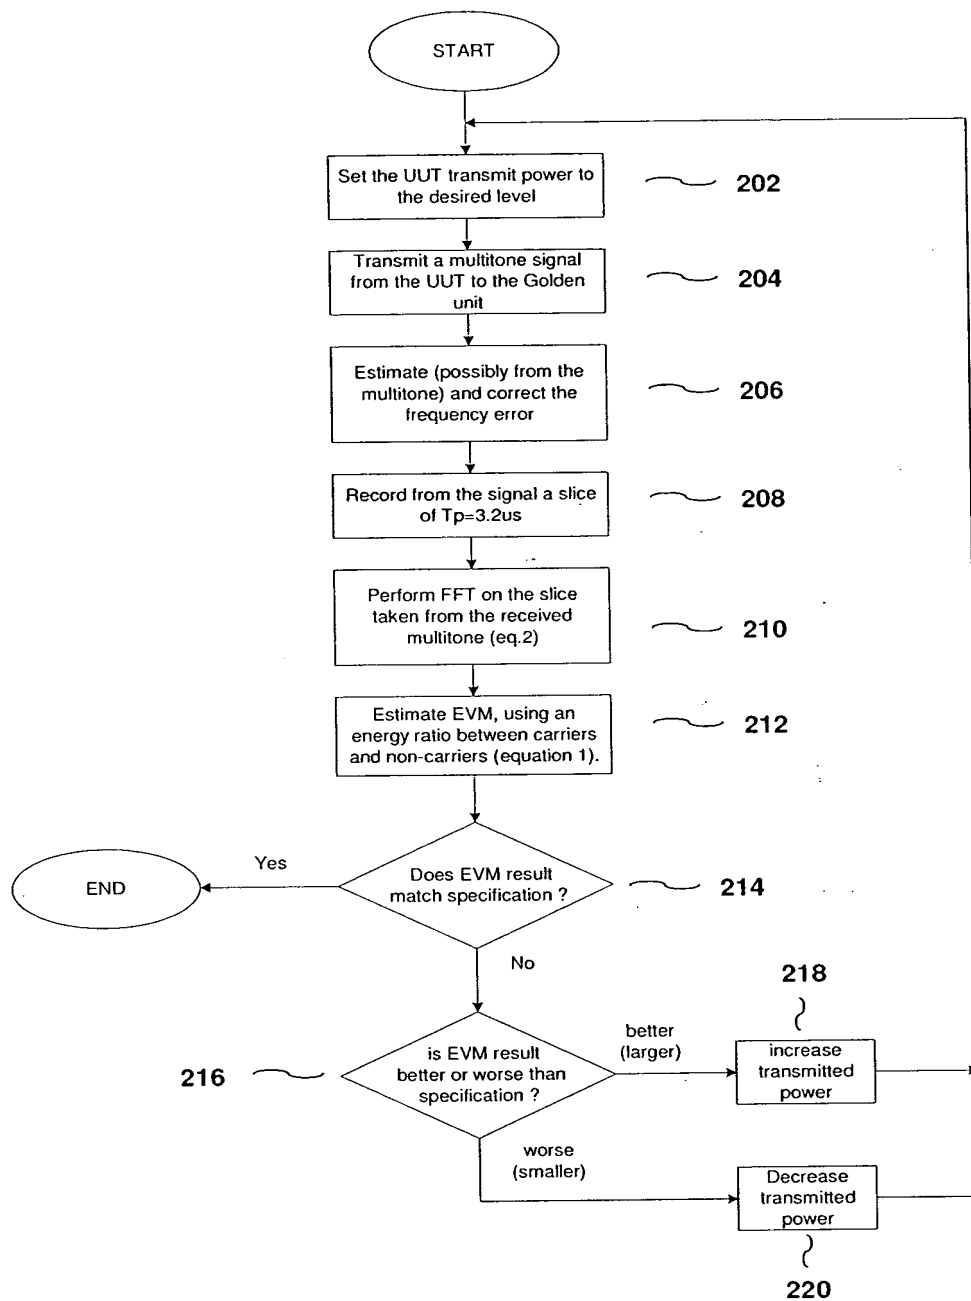 START
Set the UUT transmit power to
the desired level
202
Transmit a multitone signal
from the UUT to the Golden
unit
204
Estimate (possibly from the
multitone) and correct the
frequency error
206
Record from the signal a slice
of Tp=3.2us
208
Perform FFT on the slice
taken from the received
multitone (eq.2)
210
Estimate EVM, using an
energy ratio between carriers
and non-carriers (equation 1).
212
Does EVM result
match specification ?
214
Yes
END
No
is EVM result
better or worse than
specification ?
216
better
(larger)
218
increase
transmitted
power
worse
(smaller)
Decrease
transmitted
power
220